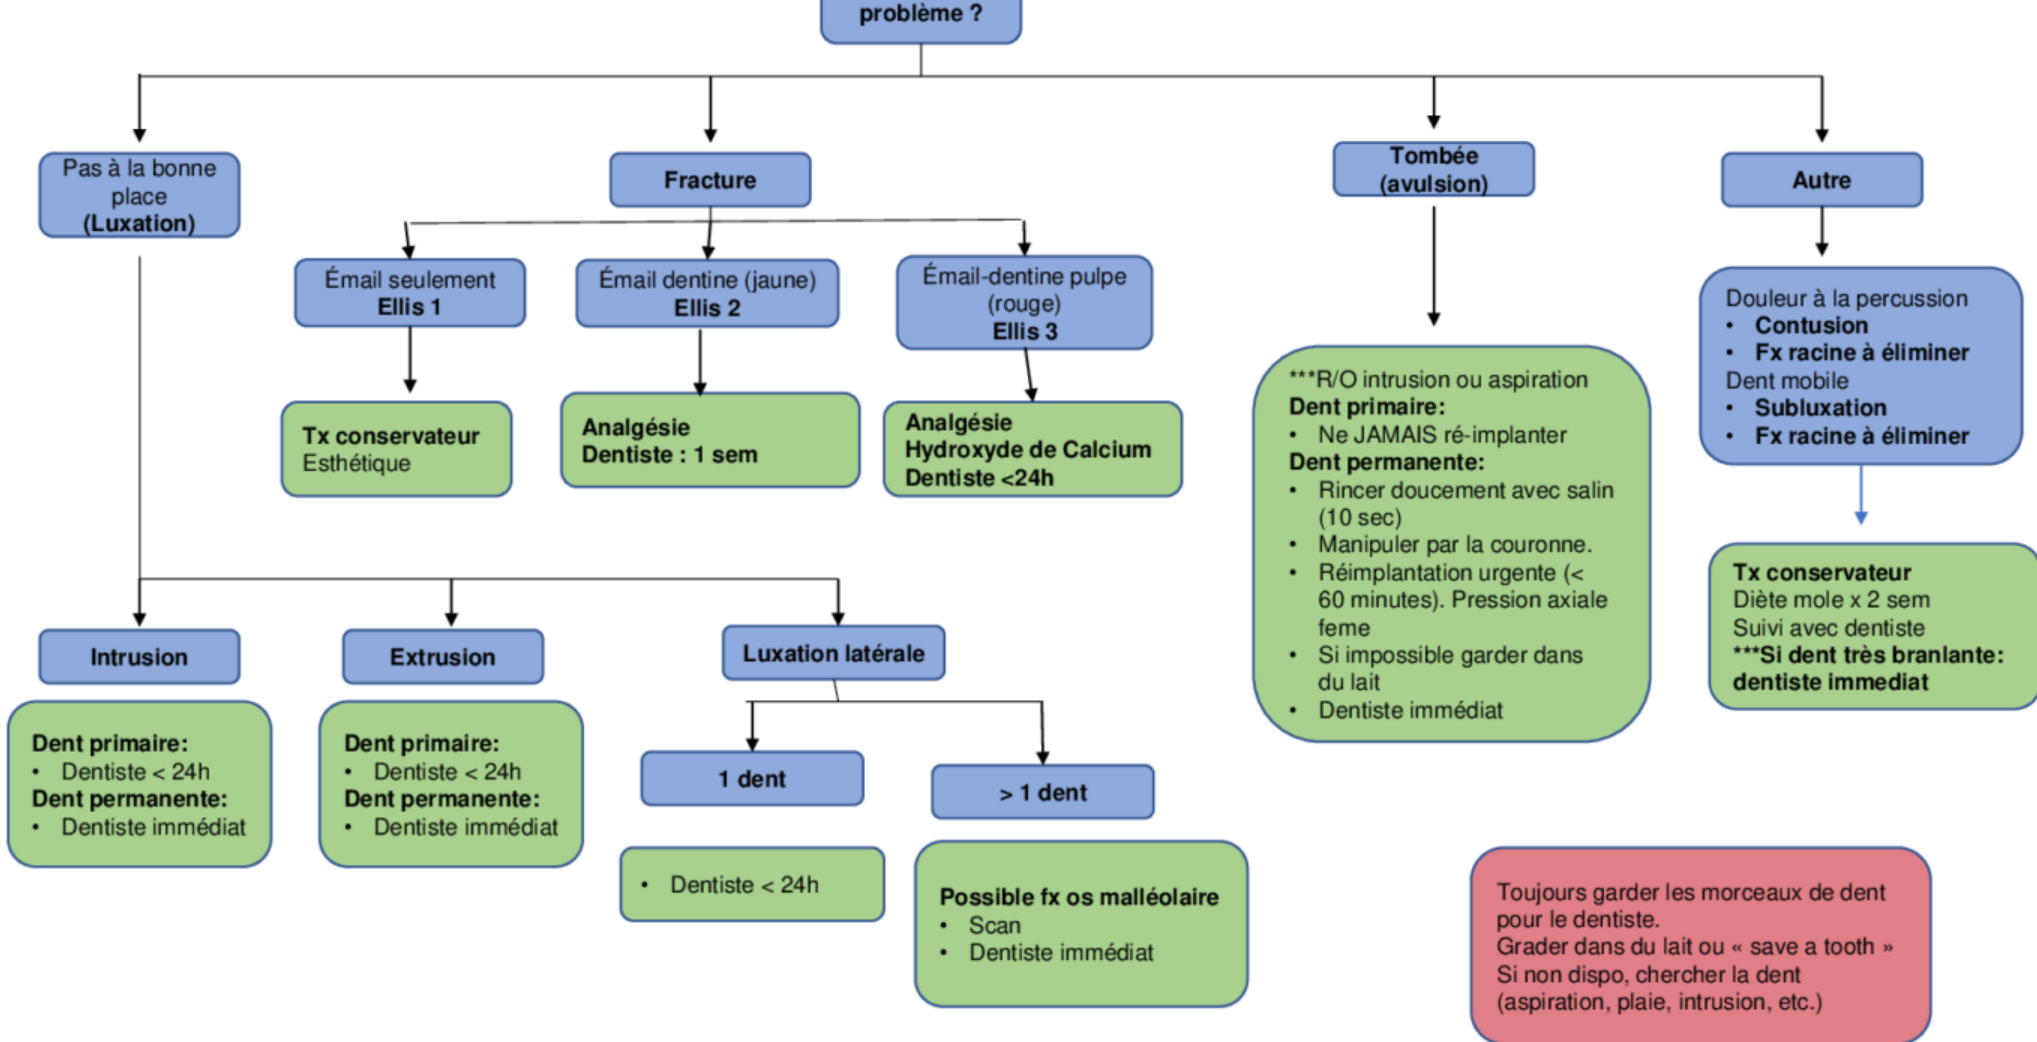 problème ?
Pas à la bonne
place
(Luxation)
Fracture
Tombée
(avulsion)
Autre
Émail seulement
Ellis 1
Émail dentine (jaune)
Ellis 2
Émail-dentine pulpe
(rouge)
Ellis 3
Tx conservateur
Esthétique
Analgésie
Dentiste : 1 sem
Analgésie
Hydroxyde de Calcium
Dentiste <24h
***R/O intrusion ou aspiration
Dent primaire:
• Ne JAMAIS ré-implanter
Dent permanente:
• Rincer doucement avec salin
(10 sec)
• Manipuler par la couronne.
• Réimplantation urgente (<
60 minutes). Pression axiale
feme
• Si impossible garder dans
du lait
• Dentiste immédiat
Douleur à la percussion
• Contusion
• Fx racine à éliminer
Dent mobile
• Subluxation
• Fx racine à éliminer
Tx conservateur
Diète mole x 2 sem
Suivi avec dentiste
***Si dent très branlante:
dentiste immediat
Intrusion
Extrusion
Luxation latérale
Dent primaire:
• Dentiste < 24h
Dent permanente:
• Dentiste immédiat
Dent primaire:
• Dentiste < 24h
Dent permanente:
• Dentiste immédiat
1 dent
> 1 dent
• Dentiste < 24h
Possible fx os malléolaire
• Scan
• Dentiste immédiat
Toujours garder les morceaux de dent
pour le dentiste.
Grader dans du lait ou « save a tooth »
Si non dispo, chercher la dent
(aspiration, plaie, intrusion, etc.)